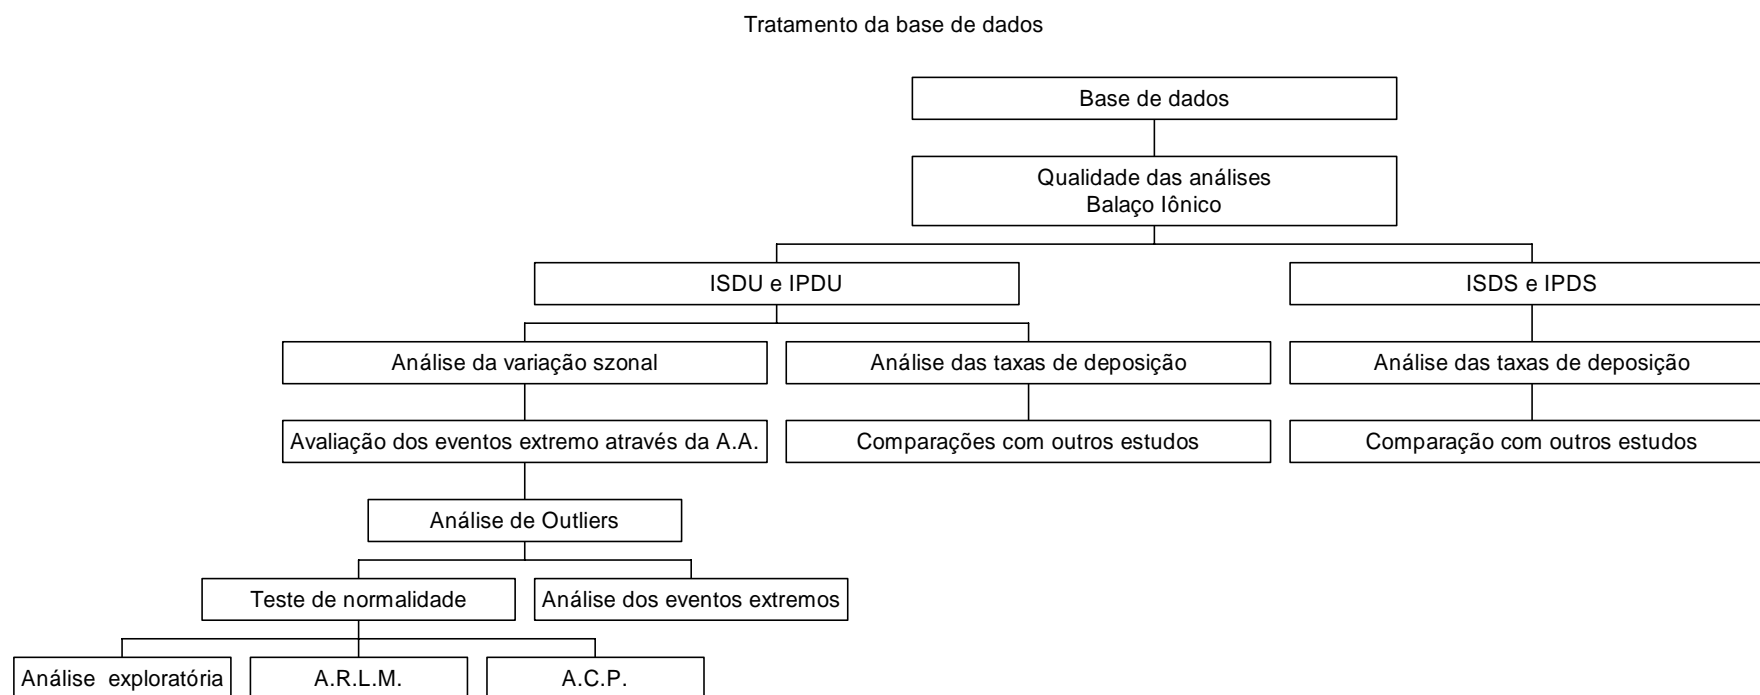 Tratamento da base de dados
Base de dados
Qualidade das análises
Balaço Iônico
ISDU e IPDU
ISDS e IPDS
Análise da variação szonal
Análise das taxas de deposição
Análise das taxas de deposição
Avaliação dos eventos extremo através da A.A.
Comparações com outros estudos
Comparação com outros estudos
Análise de Outliers
Teste de normalidade
Análise dos eventos extremos
Análise exploratória
A.R.L.M.
A.C.P.